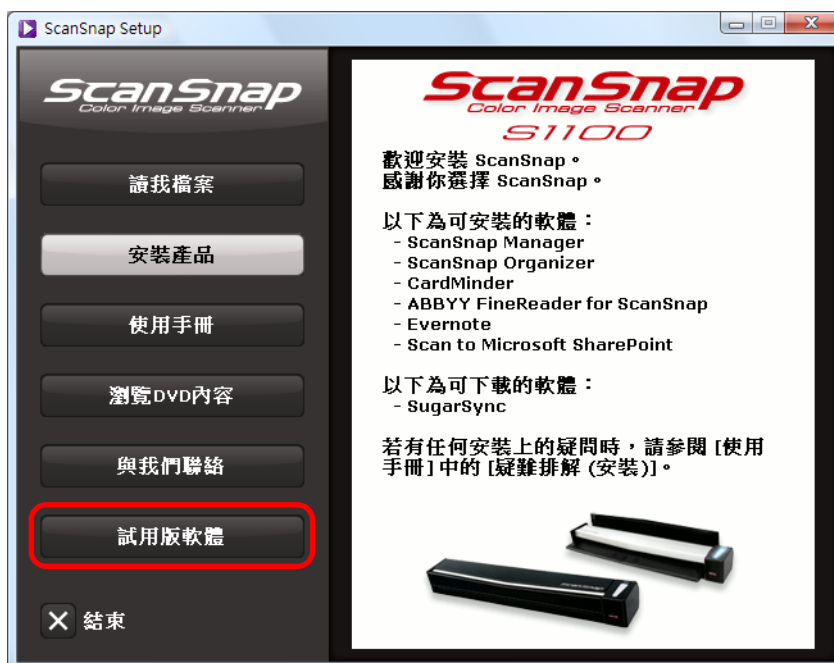 ScanSnap Setup
ScanSnap
Color Image Scanner
讀我檔案
安裝產品
使用手冊
瀏覽DVD內容
與我們聯絡
試用版軟體
結束
ScanSnap
Color Image Scanner
S1100
歡迎安裝 ScanSnap。
感謝你選擇 ScanSnap。
以下為可安裝的軟體：
- ScanSnap Manager
- ScanSnap Organizer
- CardMinder
- ABBYY FineReader for ScanSnap
- Evernote
- Scan to Microsoft SharePoint
以下為可下載的軟體：
- SugarSync
若有任何安裝上的疑問時，請參閱 [使用
手冊] 中的 [疑難排解 (安裝)]。
ScanSnap